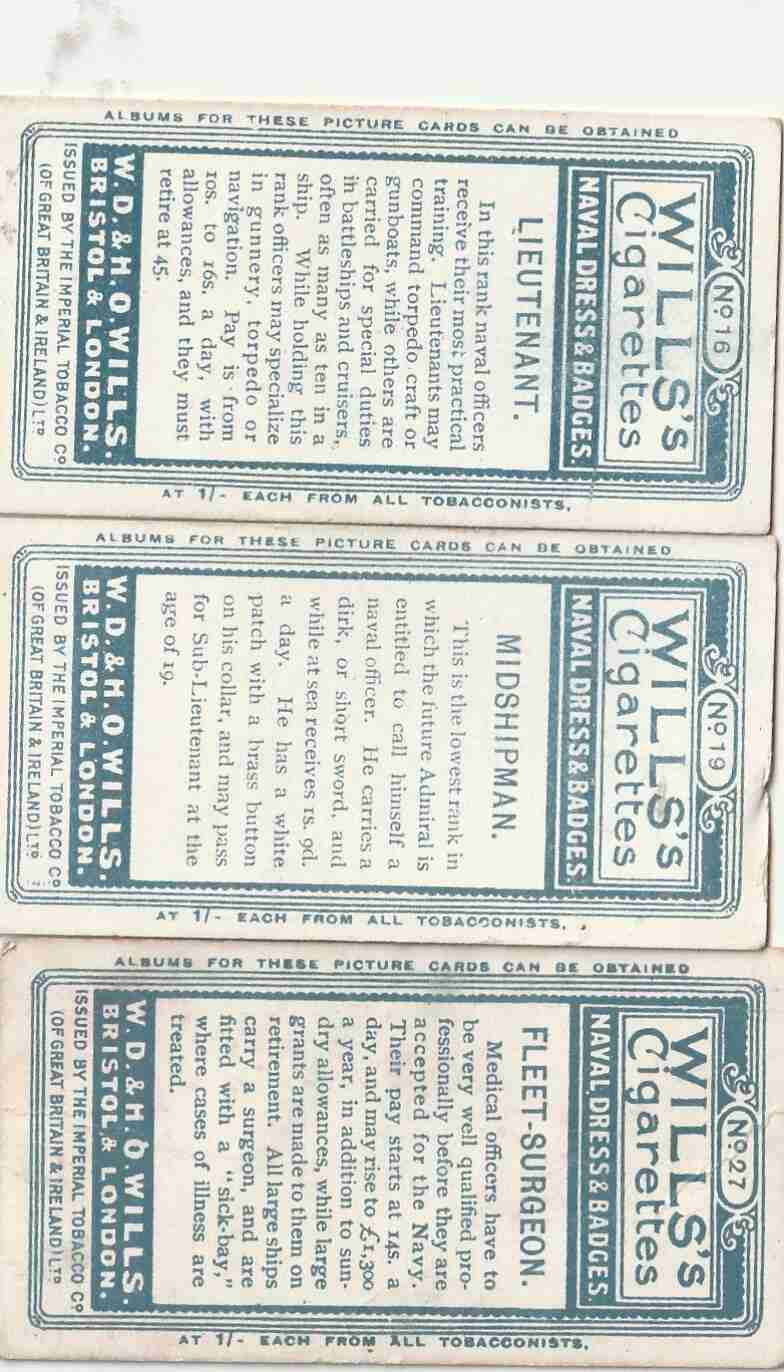 ALBUMS FOR THESE PICTURE CARDS CAN BE OBTAINED
No. 16
WILLS's
Cigarettes
NAVAL DRESS & BADGES.
LIEUTENANT.
In this rank naval officers
receive their most practical
training. Lieutenants may
command torpedo craft or
gunboats, while others are
carried for special duties
in battleships and cruisers,
often as many as ten in a
ship. While holding this
rank officers may specialize
in gunnery, torpedo or
navigation. Pay is from
10s. to 16s. a day, with
allowances, and they must
retire at 45.
W. D. & H. O. WILLS.
BRISTOL & LONDON.
ISSUED BY THE IMPERIAL TOBACCO Co.
(OF GREAT BRITAIN & IRELAND) LTD
AT 1/- EACH FROM ALL TOBACCONISTS.
ALBUMS FOR THESE PICTURE CARDS CAN BE OBTAINED
No. 19
WILLS's
Cigarettes
NAVAL DRESS & BADGES.
MIDSHIPMAN.
This is the lowest rank in
which the future Admiral is
entitled to call himself a
naval officer. He carries a
dirk, or short sword, and
while at sea receives 1s. 9d.
a day. He has a white
patch with a brass button
on his collar, and may pass
for Sub-Lieutenant at the
age of 19.
W. D. & H. O. WILLS.
BRISTOL & LONDON.
ISSUED BY THE IMPERIAL TOBACCO Co.
(OF GREAT BRITAIN & IRELAND) LTD
AT 1/- EACH FROM ALL TOBACCONISTS.
ALBUMS FOR THESE PICTURE CARDS CAN BE OBTAINED
No. 27
WILLS's
Cigarettes
NAVAL DRESS & BADGES.
FLEET-SURGEON.
Medical officers have to
be very well qualified pro-
fessionally before they are
accepted for the Navy.
Their pay starts at 14s. a
day, and may rise to £1,300
a year, in addition to sun-
dry allowances, while large
grants are made to them on
retirement. All large ships
carry a surgeon, and are
fitted with a "sick-bay,"
where cases of illness are
treated.
W. D. & H. O. WILLS.
BRISTOL & LONDON.
ISSUED BY THE IMPERIAL TOBACCO Co.
(OF GREAT BRITAIN & IRELAND) LTD
AT 1/- EACH FROM ALL TOBACCONISTS.